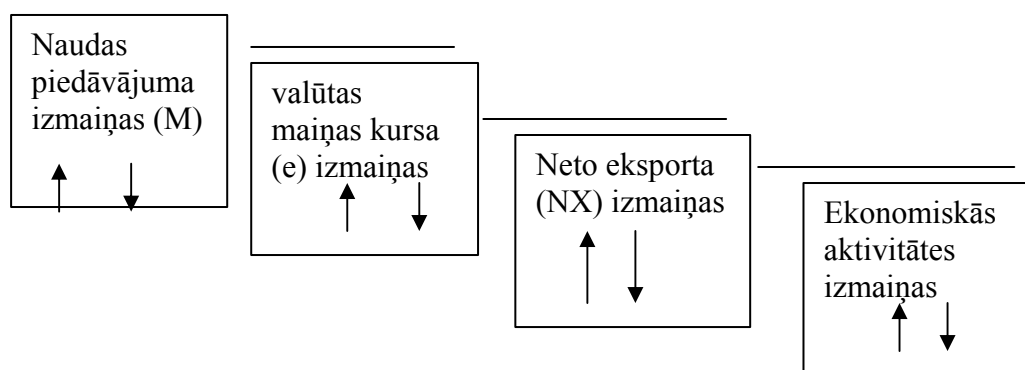 Naudas
piedāvājuma
izmaiņas (M)
valūtas
maiņas kursa
(e) izmaiņas
Neto eksporta
(NX) izmaiņas
Ekonomiskās
aktivitātes
izmaiņas